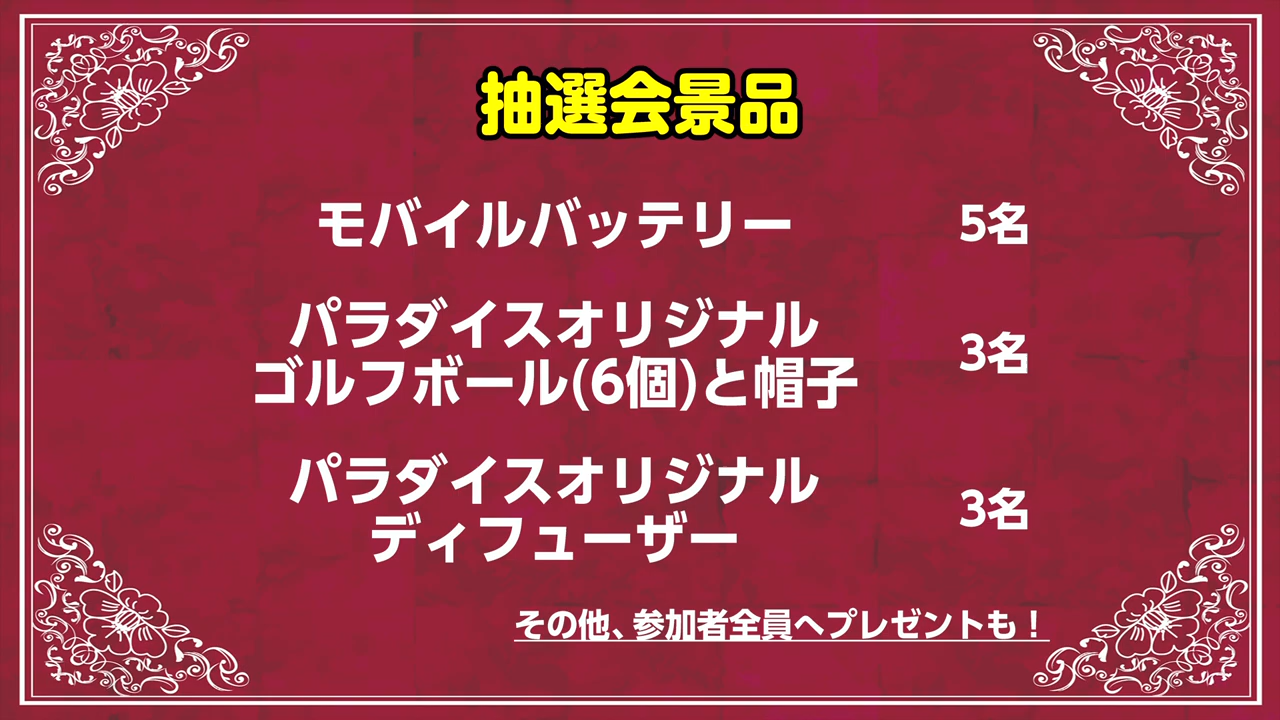 抽選会景品
モバイルバッテリー 5名
パラダイスオリジナル
ゴルフボール(6個)と帽子 3名
パラダイスオリジナル
ディフューザー 3名
その他、参加者全員へプレゼントも！